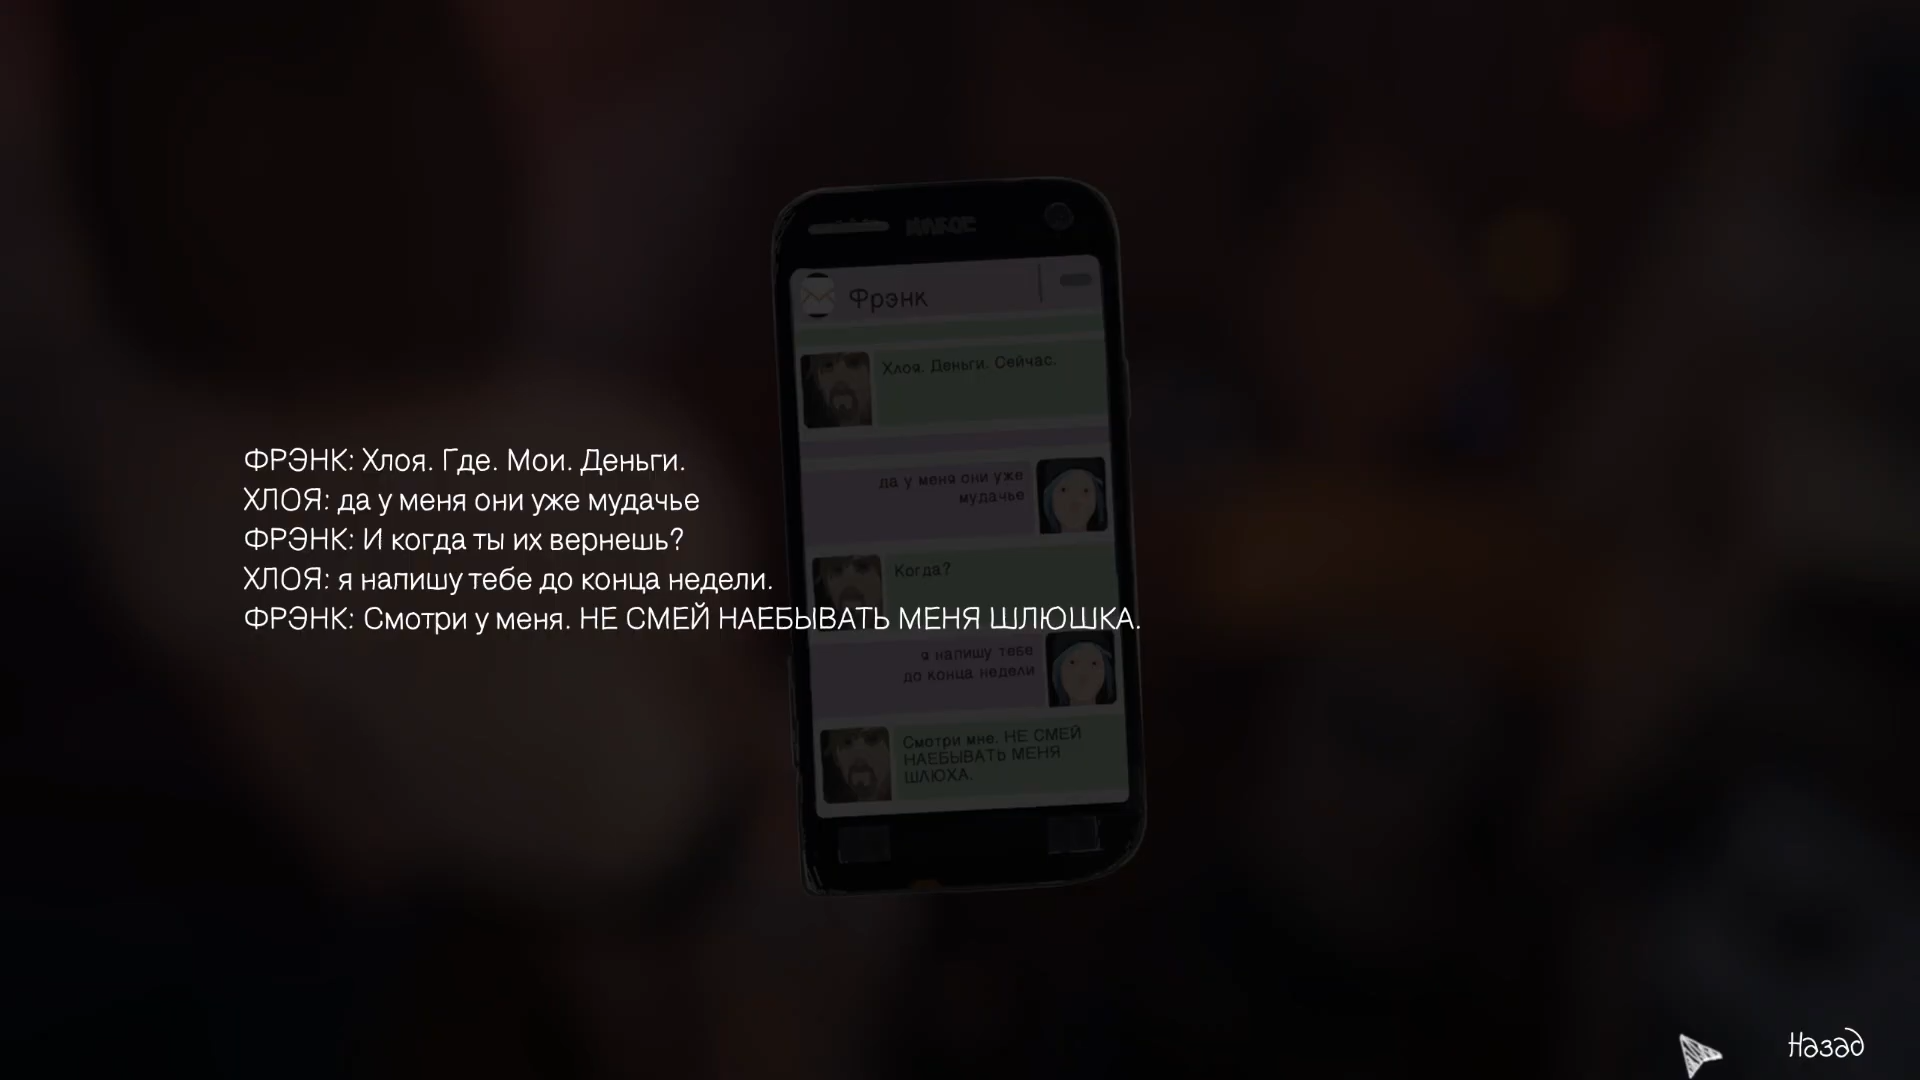 Фрэнк
Хлоя. Деньги. Сейчас.
ФРЭНК: Хлоя. Где. Мои. Деньги.
ХЛОЯ: да у меня они уже мудачье
ФРЭНК: И когда ты их вернешь?
ХЛОЯ: я напишу тебе до конца недели.
ФРЭНК: Смотри у меня. НЕ СМЕЙ НАЕБЫВАТЬ МЕНЯ ШЛЮШКА.
да у меня они уже
мудачье
Когда?
я напишу тебе
до конца недели
Смотри мне. НЕ СМЕЙ
НАЕБЫВАТЬ МЕНЯ
ШЛЮХА.
Назад